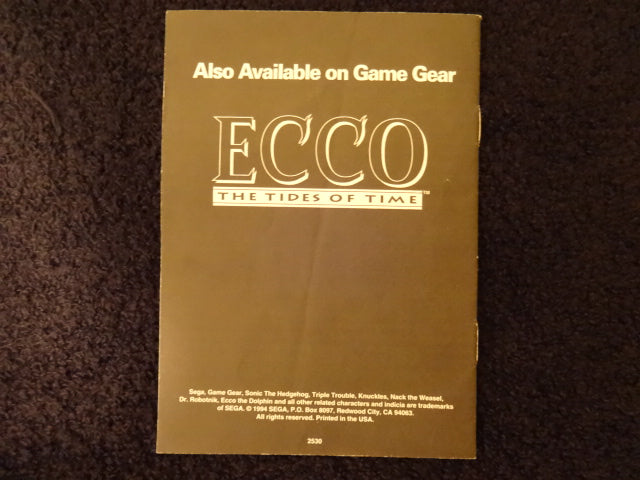 Also Available on Game Gear
ECCO
THE TIDES OF TIME™
Sega, Game Gear, Sonic The Hedgehog, Triple Trouble, Knuckles, Nack the Weasel,
Dr. Robotnik, Ecco the Dolphin and all other related characters and indicia are trademarks
of SEGA. © 1994 SEGA, P.O. Box 8097, Redwood City, CA 94063.
All rights reserved. Printed in the USA.
2530